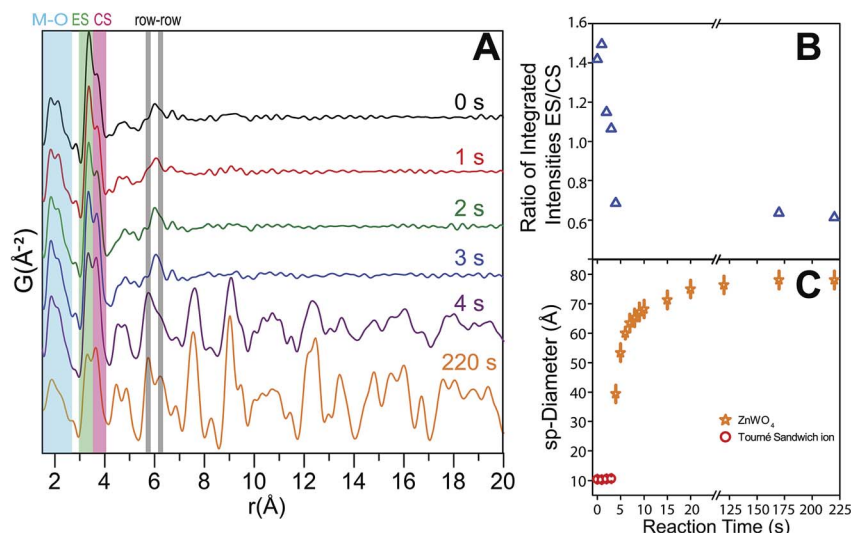 M-O ES CS row-row
A
0 s
1 s
2 s
3 s
4 s
220 s
G(Å⁻²)
2 4 6 8 10 12 14 16 18 20
r(Å)
B
1.6
1.4
1.2
1.0
0.8
0.6
Ratio of Integrated
Intensities ES/CS
C
80
70
60
50
40
30
20
10
sp-Diameter (Å)
ZnWO₄
Tourné Sandwich ion
0 5 10 15 20 125 150 175 200 225
Reaction Time (s)